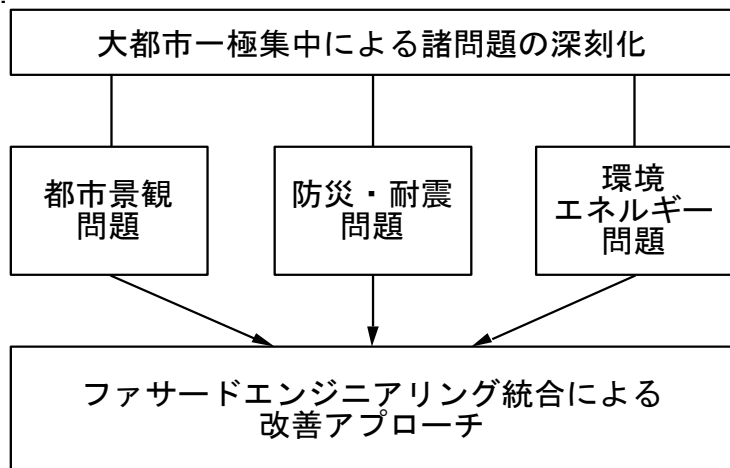 大都市一極集中による諸問題の深刻化
都市景観
問題
防災・耐震
問題
環境
エネルギー
問題
ファサードエンジニアリング統合による
改善アプローチ